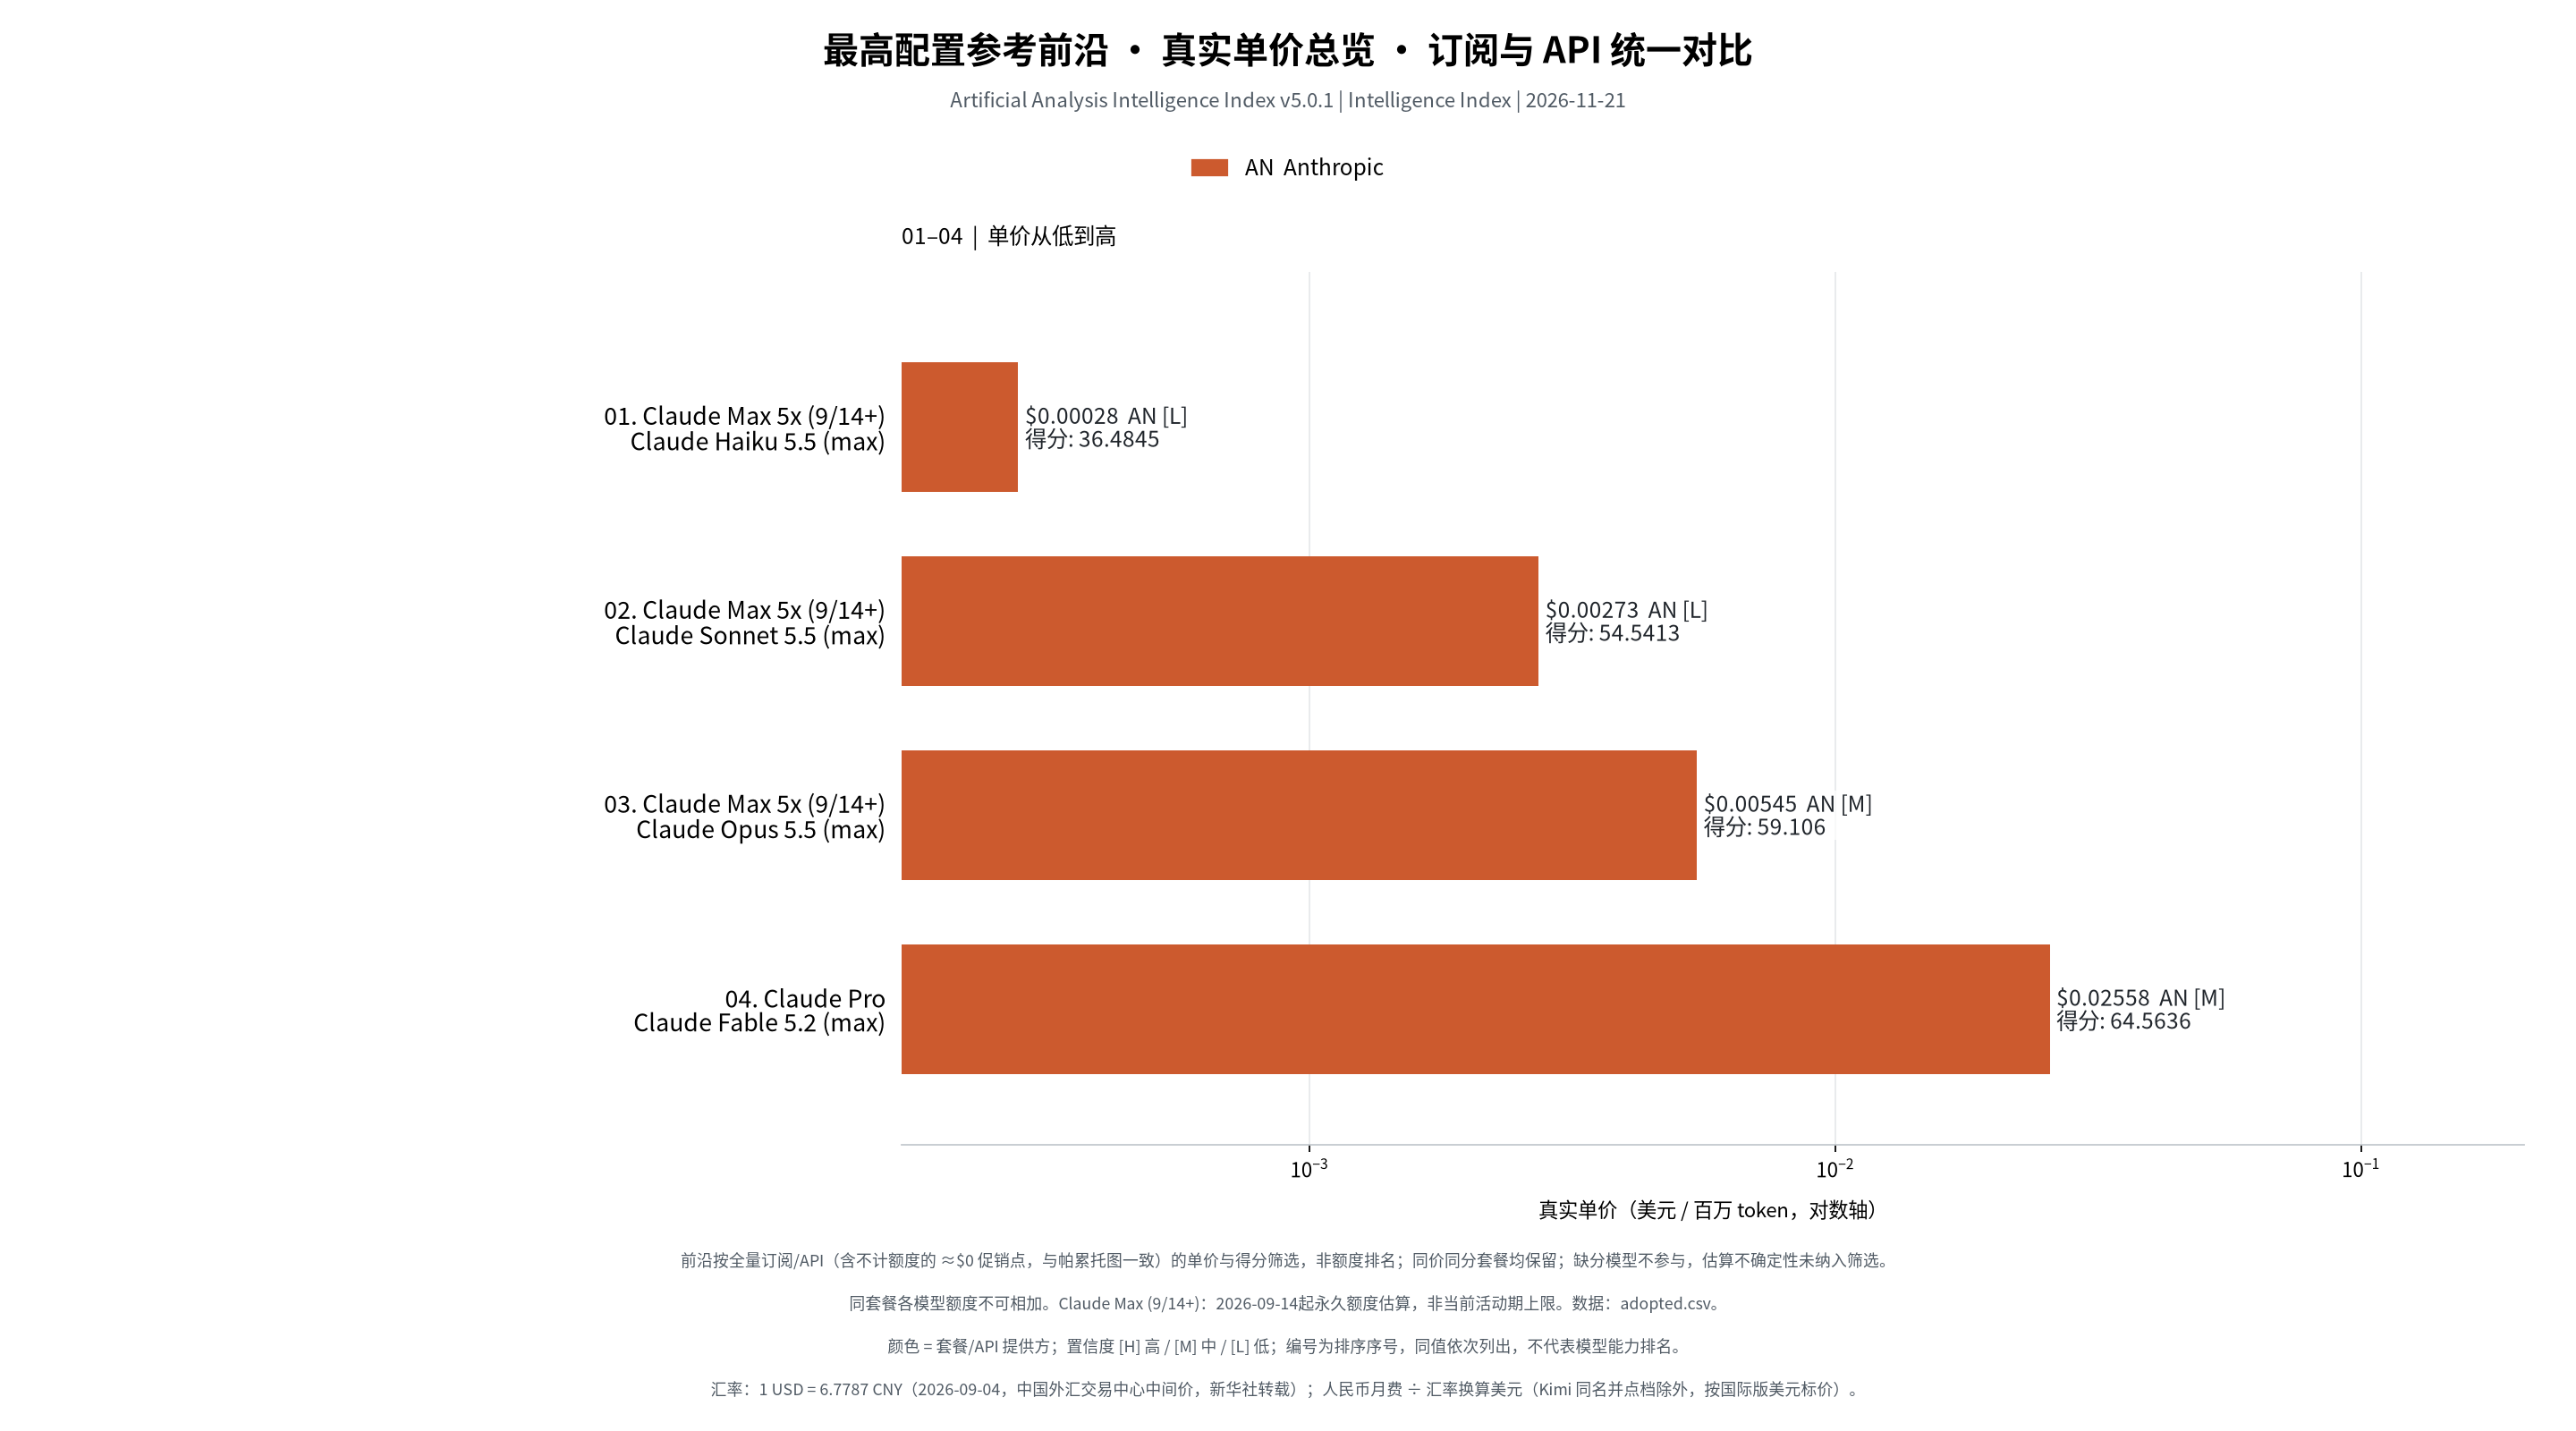 最高配置参考前沿 • 真实单价总览 • 订阅与 API 统一对比
Artificial Analysis Intelligence Index v5.0.1 | Intelligence Index | 2026-11-21
AN Anthropic
01–04 | 单价从低到高
01. Claude Max 5x (9/14+)
Claude Haiku 5.5 (max)
$0.00028 AN [L]
得分: 36.4845
02. Claude Max 5x (9/14+)
Claude Sonnet 5.5 (max)
$0.00273 AN [L]
得分: 54.5413
03. Claude Max 5x (9/14+)
Claude Opus 5.5 (max)
$0.00545 AN [M]
得分: 59.106
04. Claude Pro
Claude Fable 5.2 (max)
$0.02558 AN [M]
得分: 64.5636
10⁻³ 10⁻² 10⁻¹
真实单价（美元 / 百万 token，对数轴）
前沿按全量订阅/API（含不计额度的 ≈$0 促销点，与帕累托图一致）的单价与得分筛选，非额度排名；同价同分套餐均保留；缺分模型不参与，估算不确定性未纳入筛选。
同套餐各模型额度不可相加。Claude Max (9/14+)：2026-09-14起永久额度估算，非当前活动期上限。数据：adopted.csv。
颜色 = 套餐/API 提供方；置信度 [H] 高 / [M] 中 / [L] 低；编号为排序序号，同值依次列出，不代表模型能力排名。
汇率：1 USD = 6.7787 CNY（2026-09-04，中国外汇交易中心中间价，新华社转载）；人民币月费 ÷ 汇率换算美元（Kimi 同名并点档除外，按国际版美元标价）。